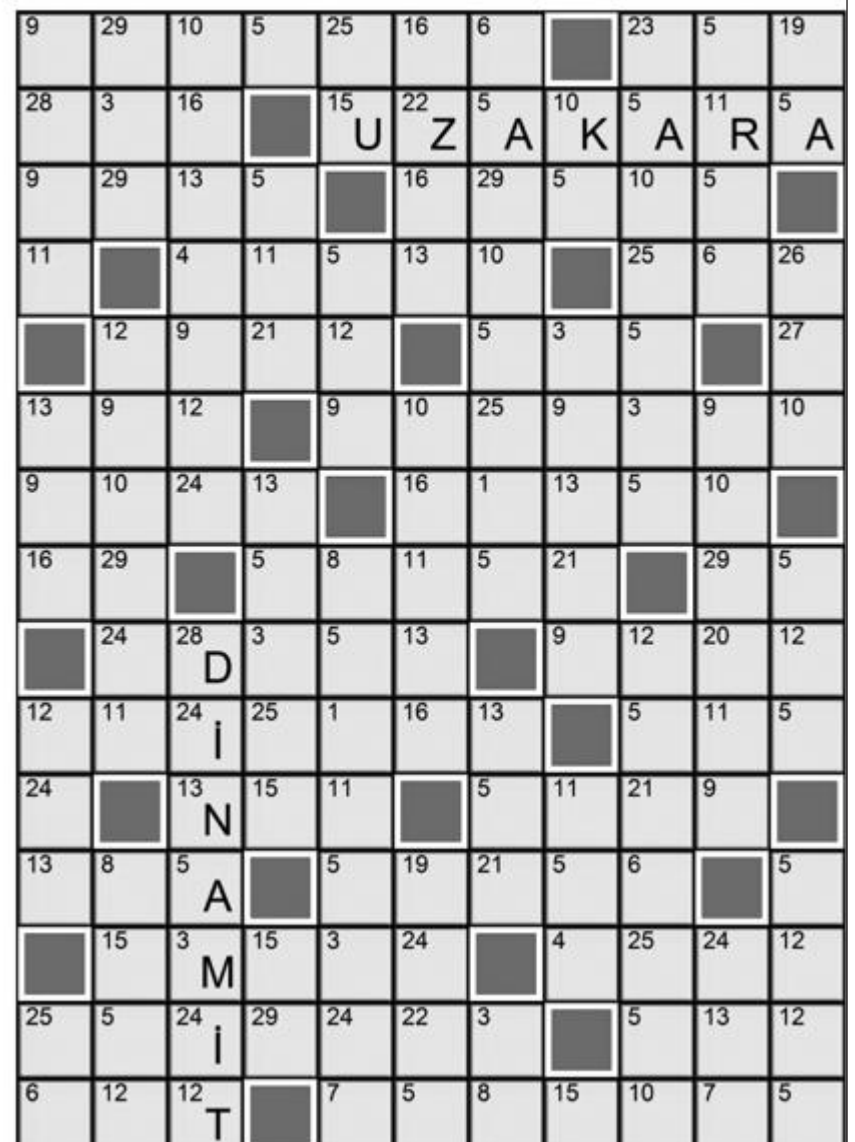 9 29 10 5 25 16 6 23 5 19
28 3 16 15 U 22 Z 5 A 10 K 5 A 11 R 5 A
9 29 13 5 16 29 5 10 5
11 4 11 5 13 10 25 6 26
12 9 21 12 5 3 5 27
13 9 12 9 10 25 9 3 9 10
9 10 24 13 16 1 13 5 10
16 29 5 8 11 5 21 29 5
24 28 D 3 5 13 9 12 20 12
12 11 24 i 25 1 16 13 5 11 5
24 13 N 15 11 5 11 21 9
13 8 5 A 5 19 21 5 6 5
15 3 M 15 3 24 4 25 24 12
25 5 24 i 29 24 22 3 5 13 12
6 12 12 T 7 5 8 15 10 7 5